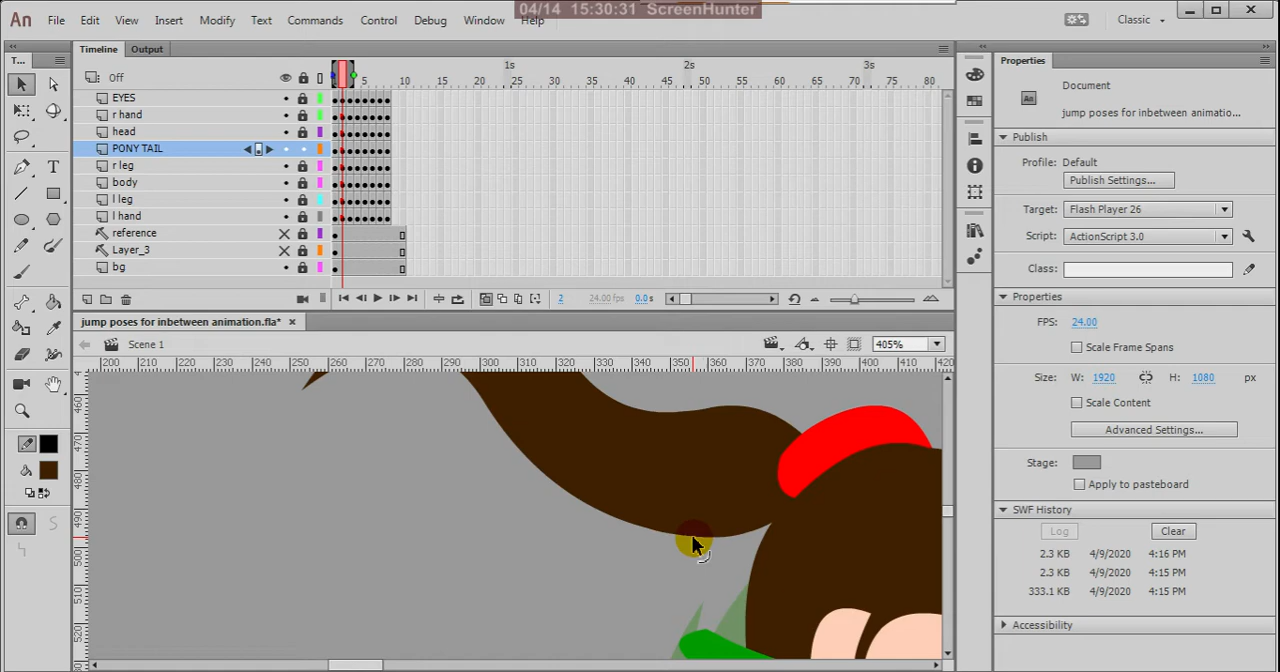 04/14 15:30:31 ScreenHunter
An File Edit View Insert Modify Text Commands Control Debug Window Help Classic
T... Timeline Output
Off
1s 2s 3s
5 10 15 20 25 30 35 40 45 50 55 60 65 70 75 80
EYES
r hand
head
PONY TAIL
r leg
body
l leg
l hand
reference
Layer_3
bg
2 24.00 fps 0.0 s
jump poses for inbetween animation.fla*
Scene 1
405%
200 210 220 230 240 250 260 270 280 290 300 310 320 330 340 350 360 370 380 390 400 410 420
460
470
480
490
500
510
520
Properties
An Document
jump poses for inbetween animatio...
Publish
Profile: Default
Publish Settings...
Target: Flash Player 26
Script: ActionScript 3.0
Class:
Properties
FPS: 24.00
Scale Frame Spans
Size: W: 1920 H: 1080 px
Scale Content
Advanced Settings...
Stage:
Apply to pasteboard
SWF History
Log Clear
2.3 KB 4/9/2020 4:16 PM
2.3 KB 4/9/2020 4:15 PM
333.1 KB 4/9/2020 4:15 PM
Accessibility